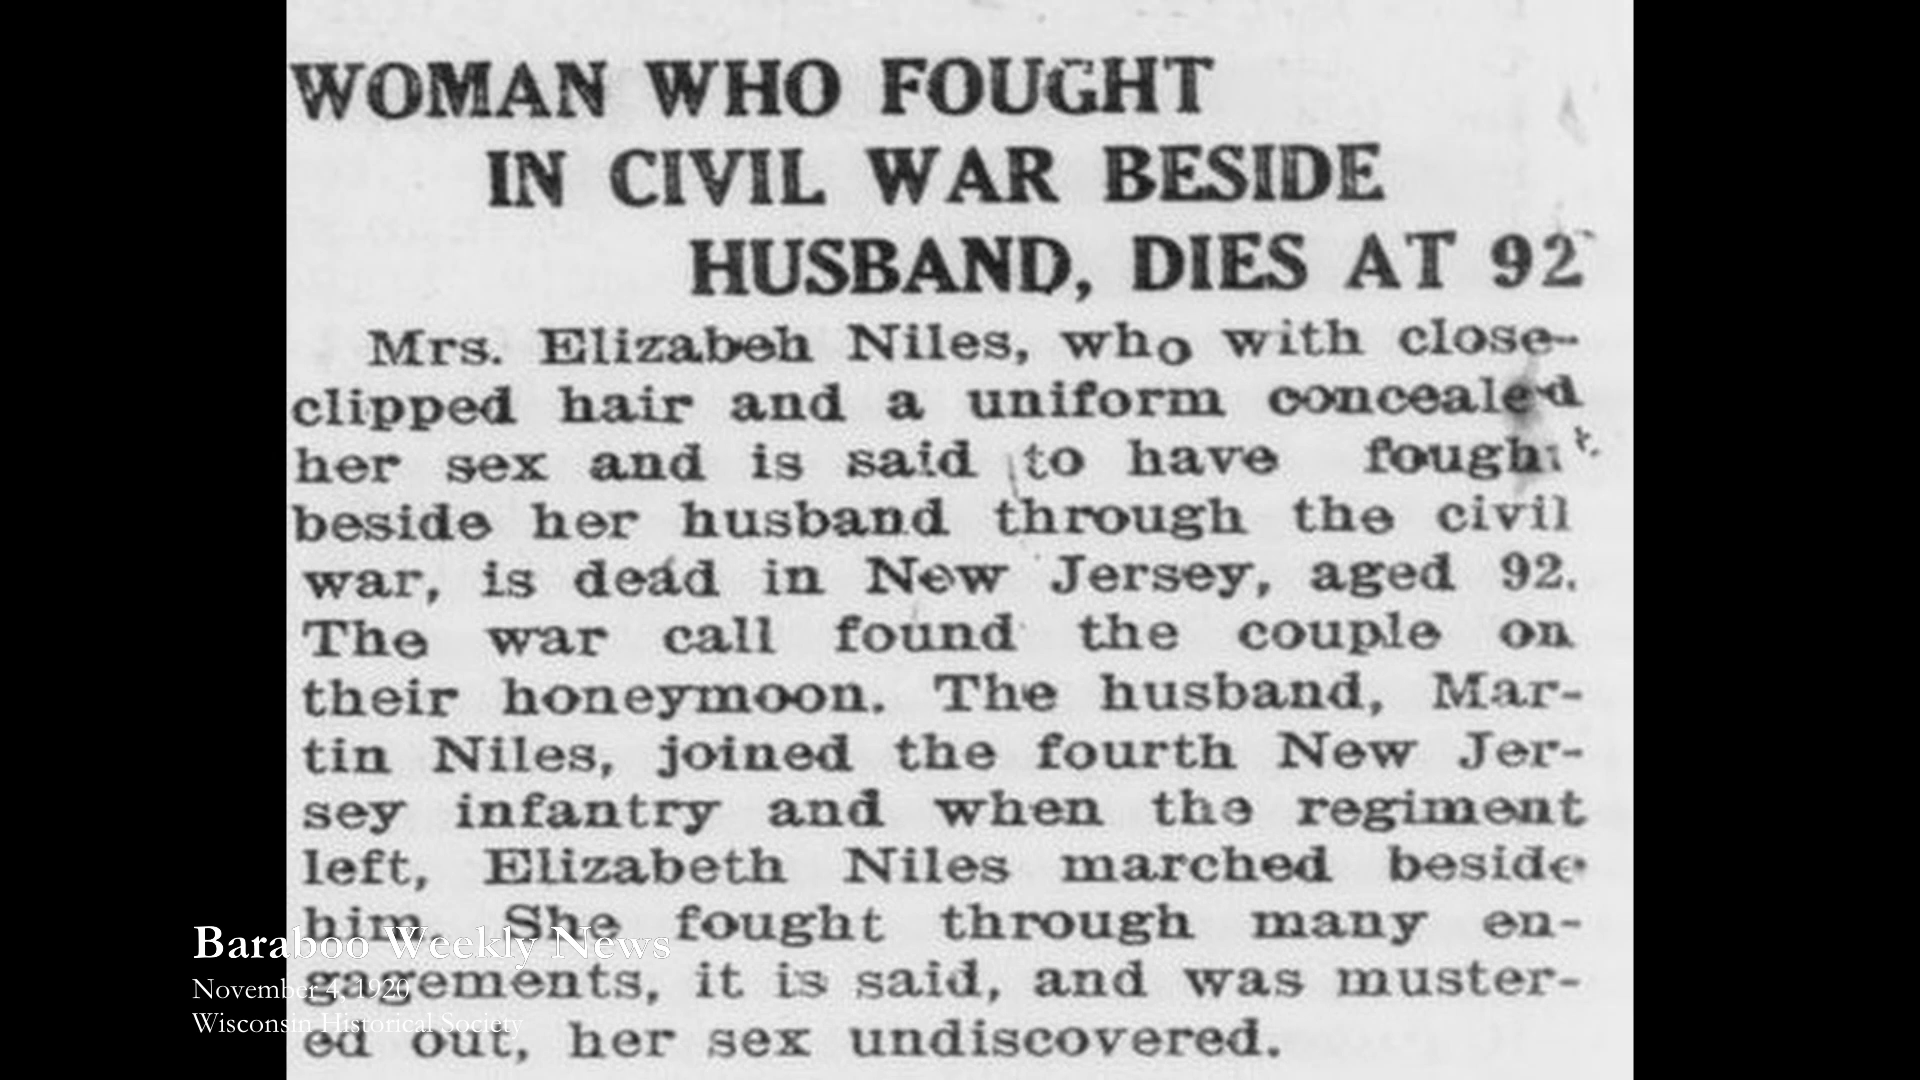 WOMAN WHO FOUGHT
IN CIVIL WAR BESIDE
HUSBAND, DIES AT 92
Mrs. Elizabeh Niles, who with close-
clipped hair and a uniform concealed
her sex and is said to have fought
beside her husband through the civil
war, is dead in New Jersey, aged 92.
The war call found the couple on
their honeymoon. The husband, Mar-
tin Niles, joined the fourth New Jer-
sey infantry and when the regiment
left, Elizabeth Niles marched beside
him. She fought through many en-
gagements, it is said, and was muster-
ed out, her sex undiscovered.
Baraboo Weekly News
November 4, 1920
Wisconsin Historical Society